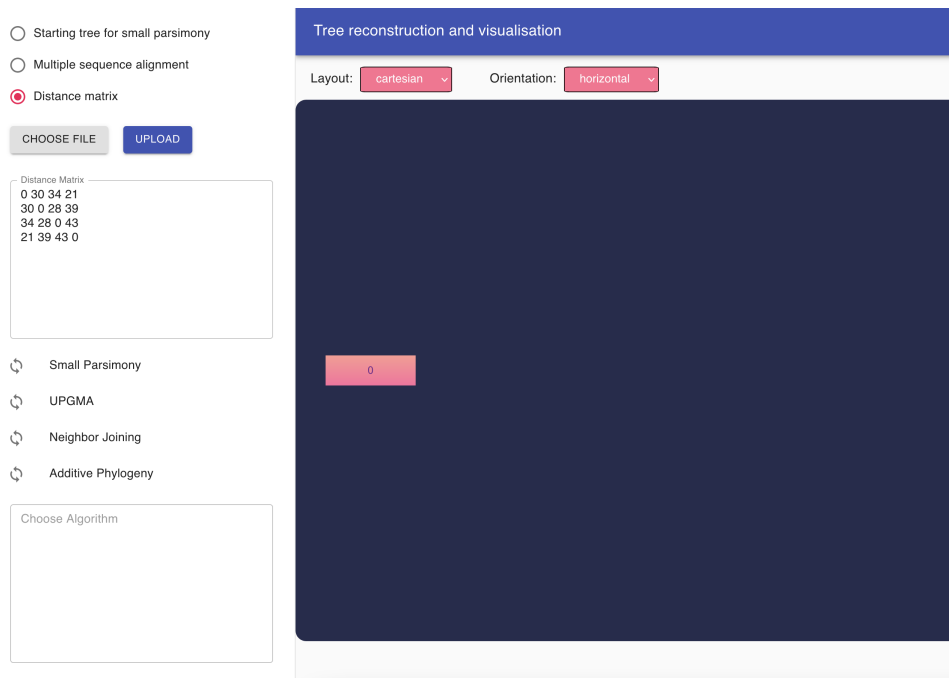 Starting tree for small parsimony
Multiple sequence alignment
Distance matrix
CHOOSE FILE
UPLOAD
Distance Matrix
0 30 34 21
30 0 28 39
34 28 0 43
21 39 43 0
Small Parsimony
UPGMA
Neighbor Joining
Additive Phylogeny
Choose Algorithm
Tree reconstruction and visualisation
Layout: cartesian Orientation: horizontal
0